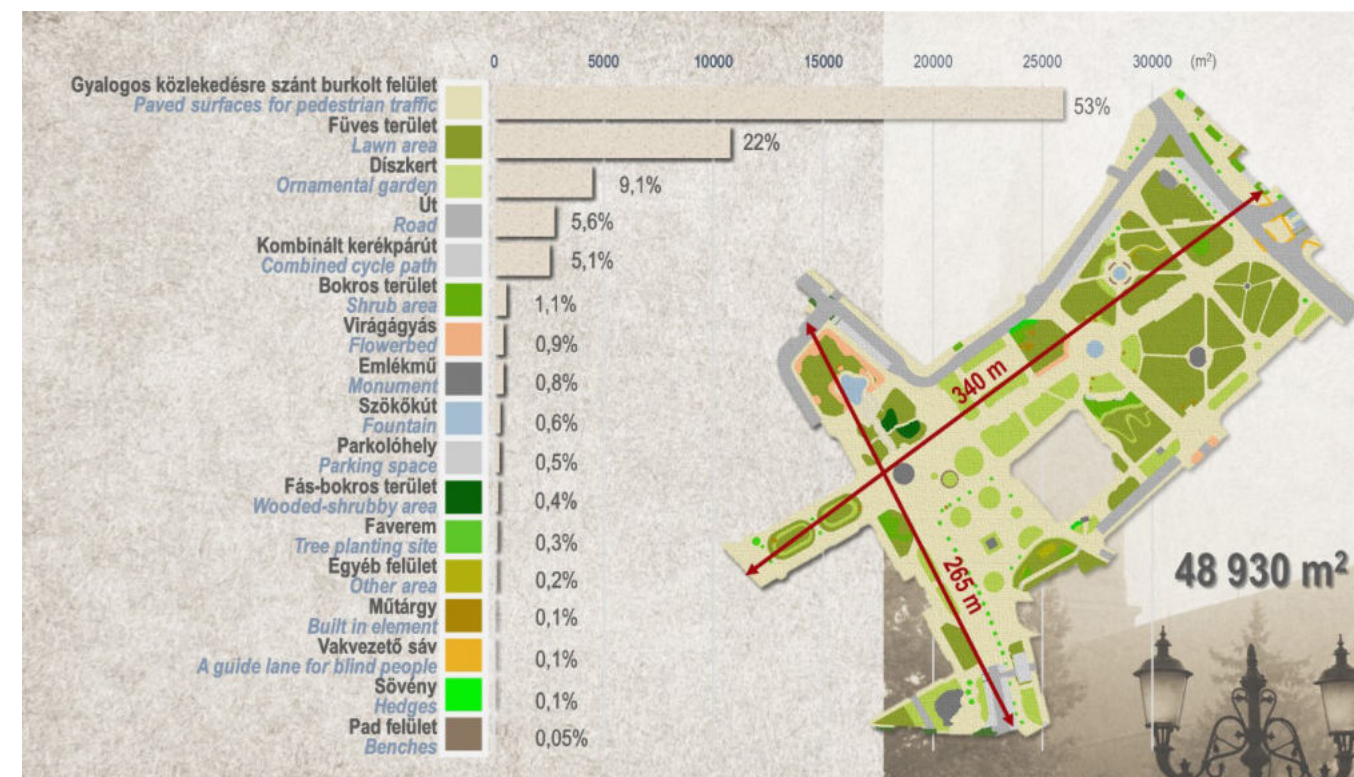 0 5000 10000 15000 20000 25000 30000 (m²)
Gyalogos közlekedésre szánt burkolt felület
Paved surfaces for pedestrian traffic
53%
Füves terület
Lawn area
22%
Díszkert
Ornamental garden
9,1%
Út
Road
5,6%
Kombinált kerékpárút
Combined cycle path
5,1%
Bokros terület
Shrub area
1,1%
Virágágyás
Flowerbed
0,9%
Emlékmű
Monument
0,8%
Szökőkút
Fountain
0,6%
Parkolóhely
Parking space
0,5%
Fás-bokros terület
Wooded-shrubby area
0,4%
Faverem
Tree planting site
0,3%
Egyéb felület
Other area
0,2%
Műtárgy
Built in element
0,1%
Vakvezető sáv
A guide lane for blind people
0,1%
Sövény
Hedges
0,1%
Pad felület
Benches
0,05%
340 m
265 m
48 930 m²